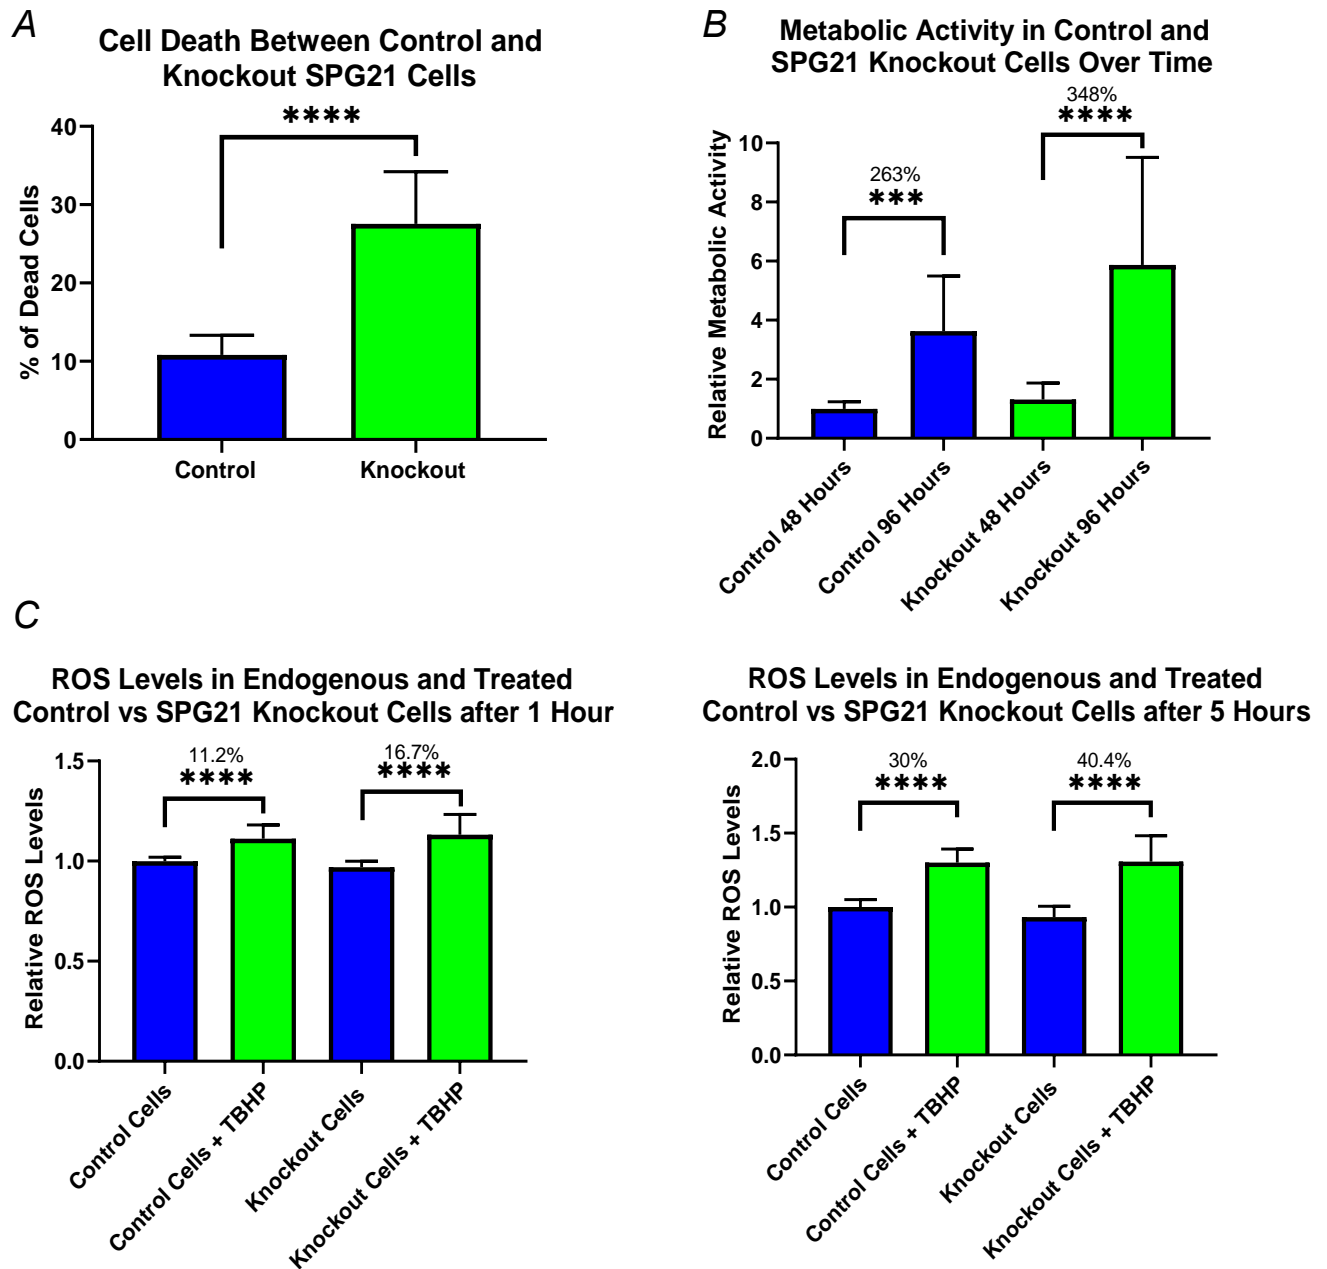 A
Cell Death Between Control and
Knockout SPG21 Cells
****
40
30
20
10
0
% of Dead Cells
Control
Knockout
B
Metabolic Activity in Control and
SPG21 Knockout Cells Over Time
348%
****
263%
***
10
8
6
4
2
0
Relative Metabolic Activity
Control 48 Hours
Control 96 Hours
Knockout 48 Hours
Knockout 96 Hours
C
ROS Levels in Endogenous and Treated
Control vs SPG21 Knockout Cells after 1 Hour
11.2%
****
16.7%
****
1.5
1.0
0.5
0.0
Relative ROS Levels
Control Cells
Control Cells + TBHP
Knockout Cells
Knockout Cells + TBHP
ROS Levels in Endogenous and Treated
Control vs SPG21 Knockout Cells after 5 Hours
30%
****
40.4%
****
2.0
1.5
1.0
0.5
0.0
Relative ROS Levels
Control Cells
Control Cells + TBHP
Knockout Cells
Knockout Cells + TBHP